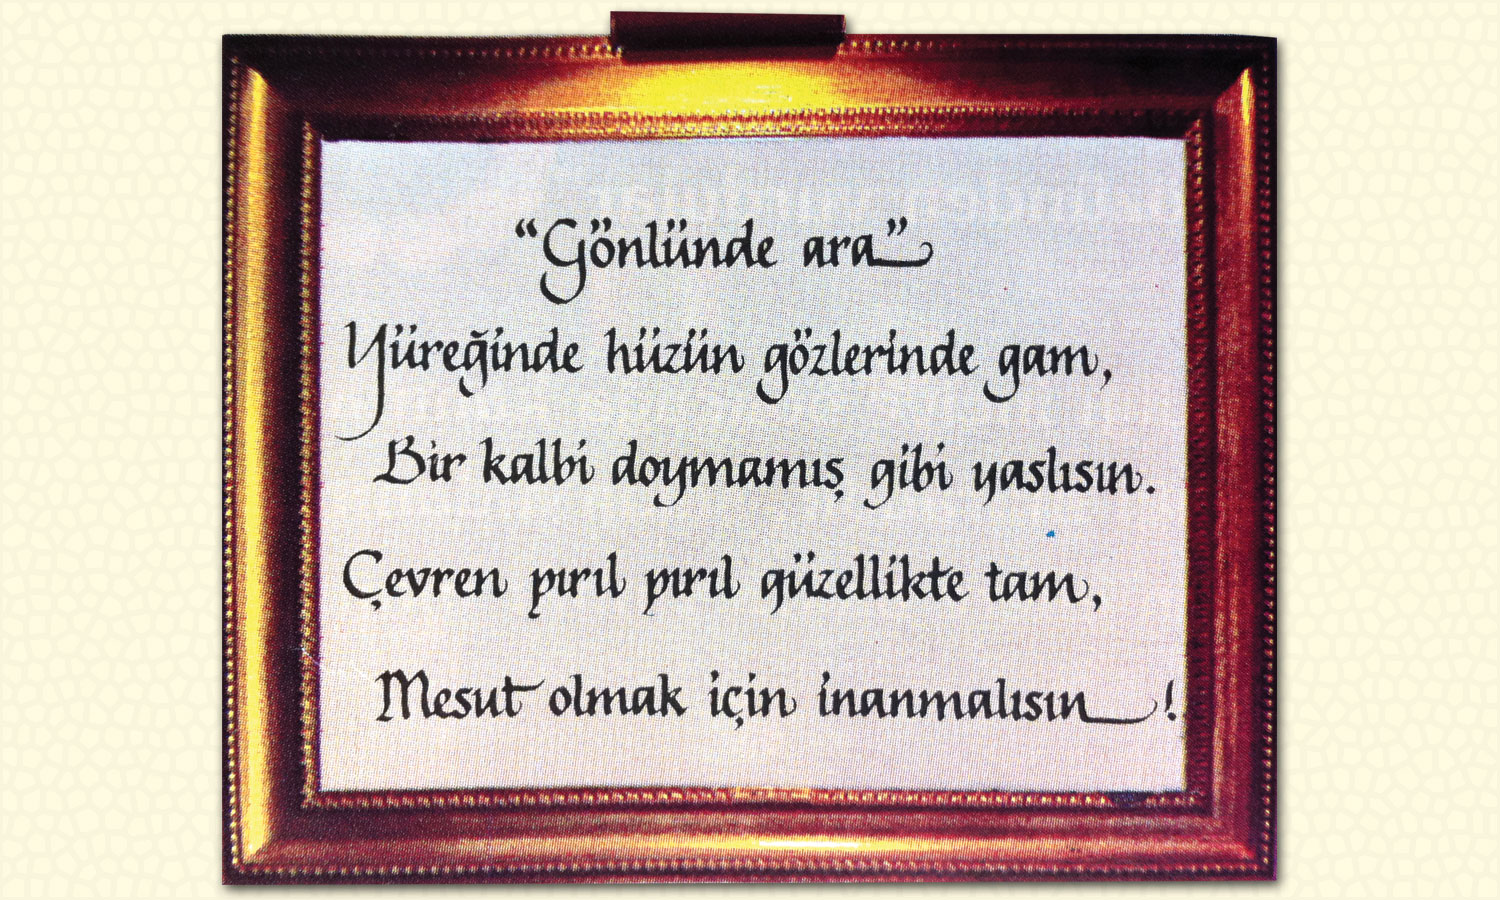 “Gönlünde ara”
Yüreğinde hüzün gözlerinde gam,
Bir kalbi doymamış gibi yaslısın.
Çevren pırıl pırıl güzellikte tam,
Mesut olmak için inanmalısın!